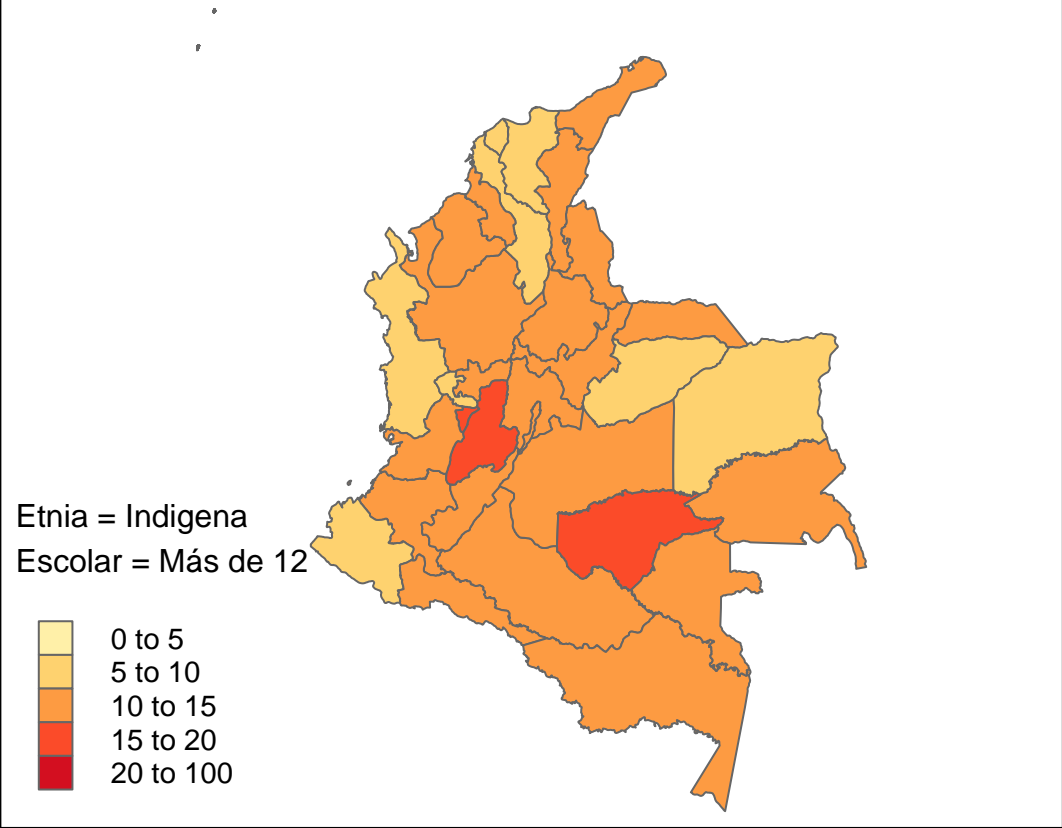 Etnia = Indigena
Escolar = Más de 12
0 to 5
5 to 10
10 to 15
15 to 20
20 to 100